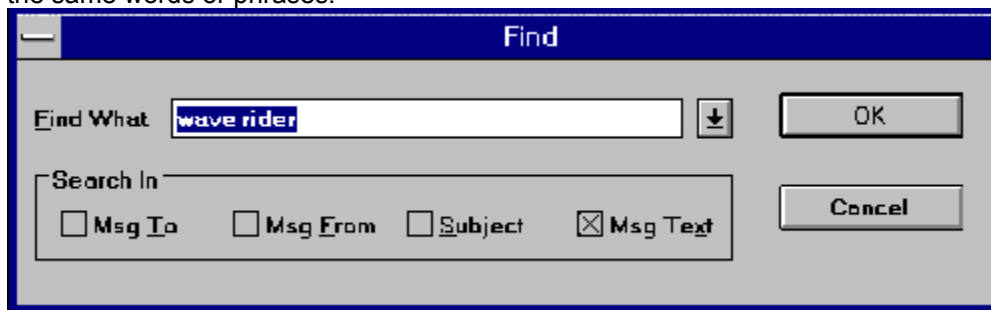 the same words or phrases.
Find
Find What wave rider OK
Search In
Msg To Msg From Subject Msg Text Cancel